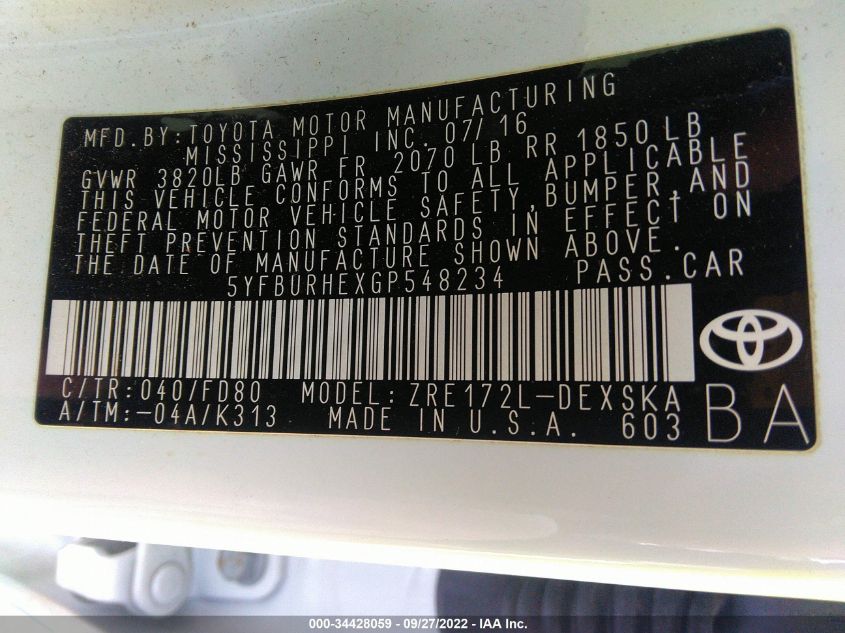 MFD.BY:TOYOTA MOTOR MANUFACTURING
MISSISSIPPI INC. 07/16
GVWR 3820LB GAWR FR 2070 LB RR 1850LB
THIS VEHICLE CONFORMS TO ALL APPLICABLE
FEDERAL MOTOR VEHICLE SAFETY,BUMPER,AND
THEFT PREVENTION STANDARDS IN EFFECT ON
THE DATE OF MANUFACTURE SHOWN ABOVE.
5YFBURHEXGP548234 PASS.CAR
C/TR:040/FD80 MODEL:ZRE172L-DEXSKA
A/TM:-04A/K313 MADE IN U.S.A. 603
BA
000-34428059 - 09/27/2022 - IAA Inc.